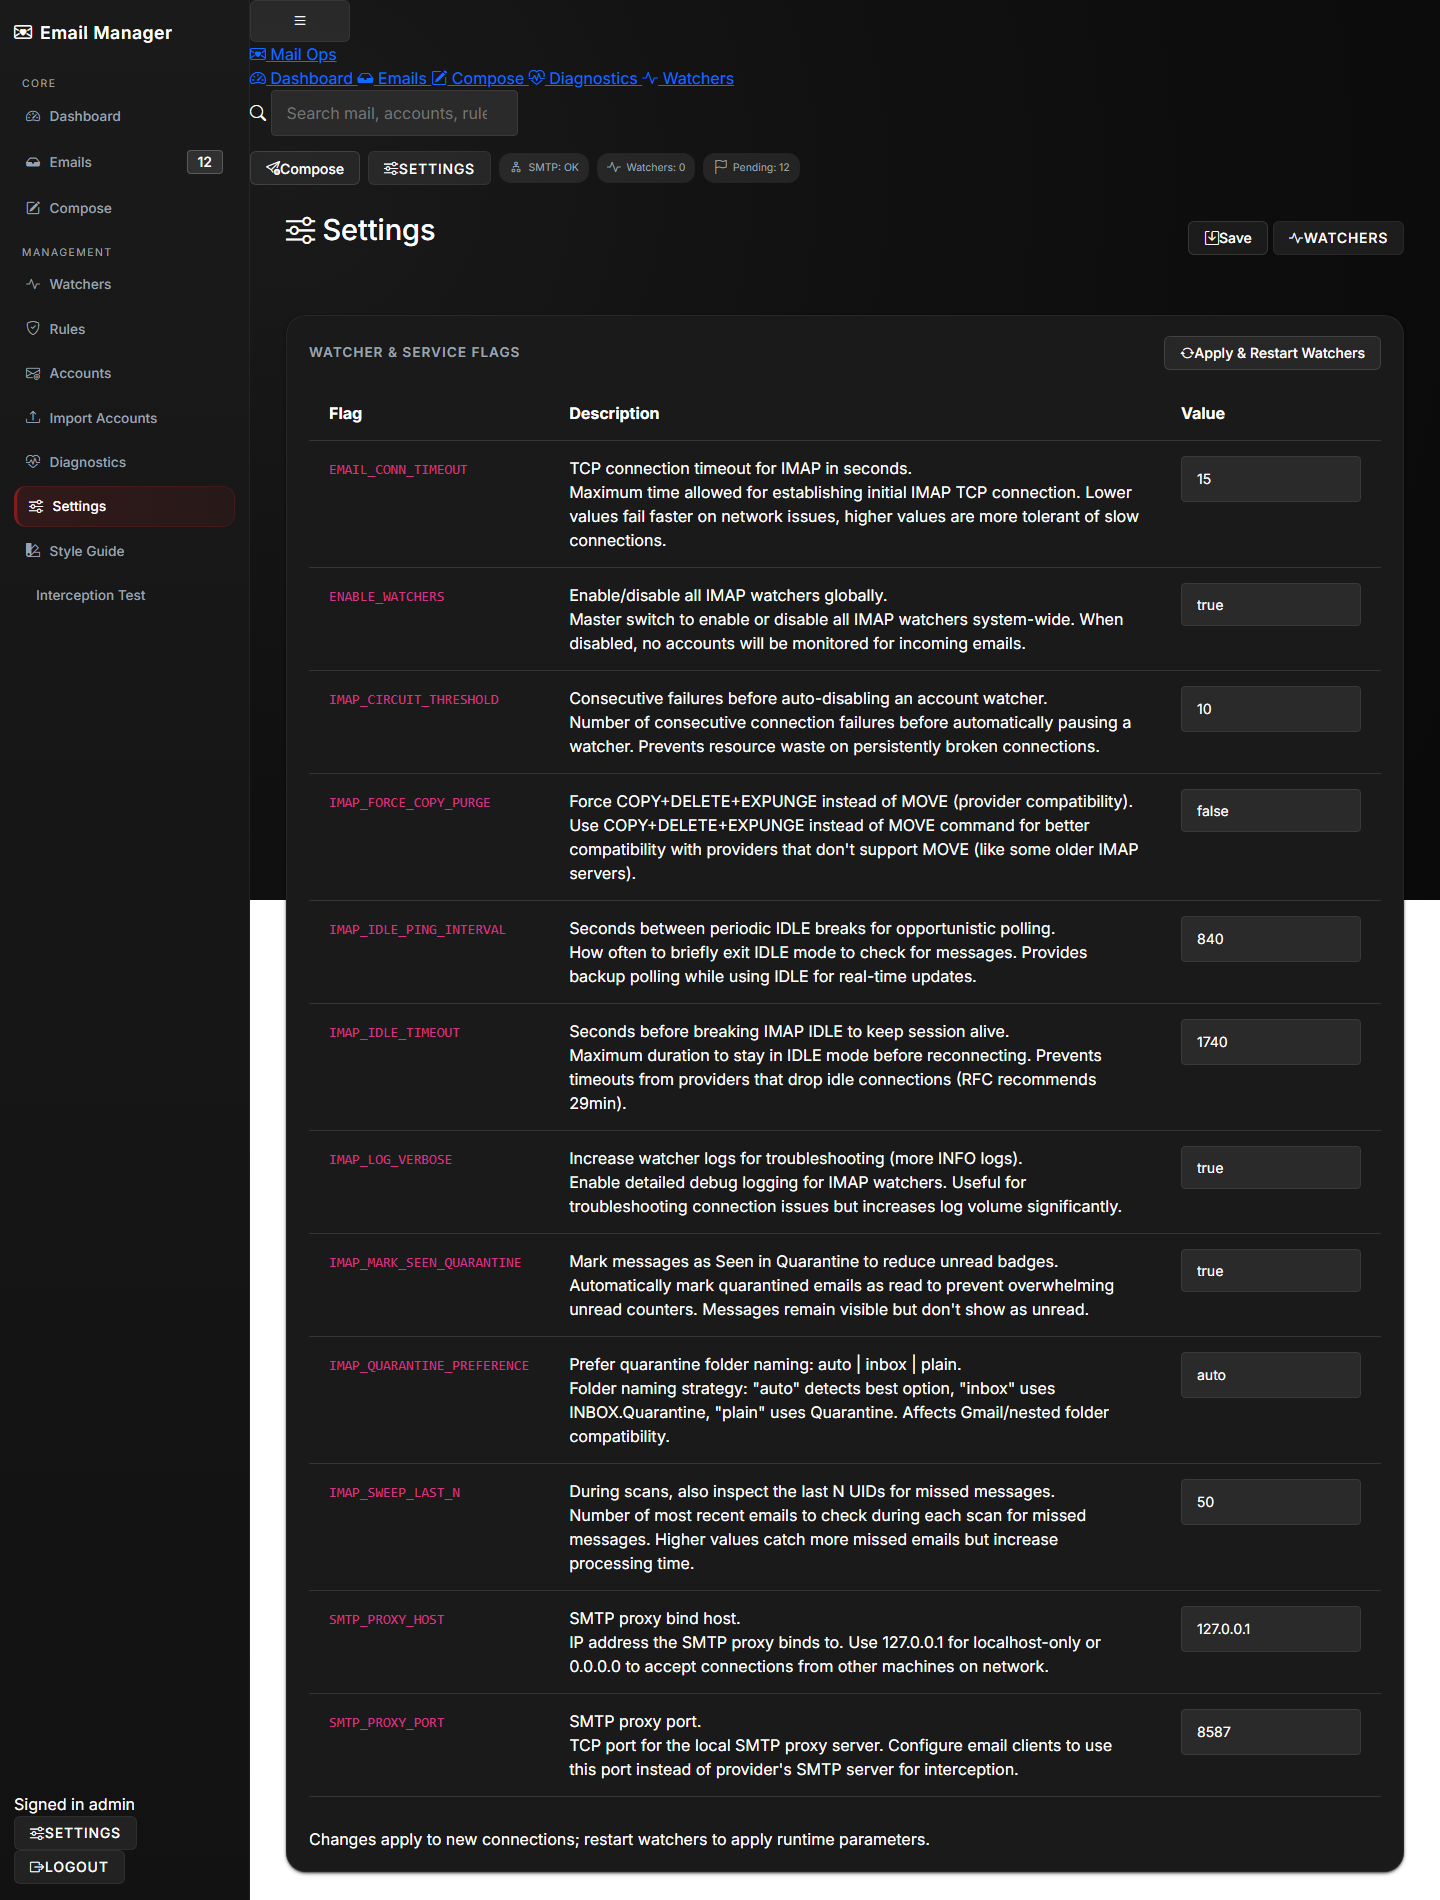 Email Manager
CORE
Dashboard
Emails 12
Compose
MANAGEMENT
Watchers
Rules
Accounts
Import Accounts
Diagnostics
Settings
Style Guide
Interception Test
Signed in admin
SETTINGS
LOGOUT
Mail Ops
Dashboard Emails Compose Diagnostics Watchers
Search mail, accounts, rule
Compose SETTINGS SMTP: OK Watchers: 0 Pending: 12
Settings
Save WATCHERS
WATCHER & SERVICE FLAGS
Apply & Restart Watchers
Flag Description Value
EMAIL_CONN_TIMEOUT
TCP connection timeout for IMAP in seconds.
Maximum time allowed for establishing initial IMAP TCP connection. Lower
values fail faster on network issues, higher values are more tolerant of slow
connections.
15
ENABLE_WATCHERS
Enable/disable all IMAP watchers globally.
Master switch to enable or disable all IMAP watchers system-wide. When
disabled, no accounts will be monitored for incoming emails.
true
IMAP_CIRCUIT_THRESHOLD
Consecutive failures before auto-disabling an account watcher.
Number of consecutive connection failures before automatically pausing a
watcher. Prevents resource waste on persistently broken connections.
10
IMAP_FORCE_COPY_PURGE
Force COPY+DELETE+EXPUNGE instead of MOVE (provider compatibility).
Use COPY+DELETE+EXPUNGE instead of MOVE command for better
compatibility with providers that don't support MOVE (like some older IMAP
servers).
false
IMAP_IDLE_PING_INTERVAL
Seconds between periodic IDLE breaks for opportunistic polling.
How often to briefly exit IDLE mode to check for messages. Provides
backup polling while using IDLE for real-time updates.
840
IMAP_IDLE_TIMEOUT
Seconds before breaking IMAP IDLE to keep session alive.
Maximum duration to stay in IDLE mode before reconnecting. Prevents
timeouts from providers that drop idle connections (RFC recommends
29min).
1740
IMAP_LOG_VERBOSE
Increase watcher logs for troubleshooting (more INFO logs).
Enable detailed debug logging for IMAP watchers. Useful for
troubleshooting connection issues but increases log volume significantly.
true
IMAP_MARK_SEEN_QUARANTINE
Mark messages as Seen in Quarantine to reduce unread badges.
Automatically mark quarantined emails as read to prevent overwhelming
unread counters. Messages remain visible but don't show as unread.
true
IMAP_QUARANTINE_PREFERENCE
Prefer quarantine folder naming: auto | inbox | plain.
Folder naming strategy: "auto" detects best option, "inbox" uses
INBOX.Quarantine, "plain" uses Quarantine. Affects Gmail/nested folder
compatibility.
auto
IMAP_SWEEP_LAST_N
During scans, also inspect the last N UIDs for missed messages.
Number of most recent emails to check during each scan for missed
messages. Higher values catch more missed emails but increase
processing time.
50
SMTP_PROXY_HOST
SMTP proxy bind host.
IP address the SMTP proxy binds to. Use 127.0.0.1 for localhost-only or
0.0.0.0 to accept connections from other machines on network.
127.0.0.1
SMTP_PROXY_PORT
SMTP proxy port.
TCP port for the local SMTP proxy server. Configure email clients to use
this port instead of provider's SMTP server for interception.
8587
Changes apply to new connections; restart watchers to apply runtime parameters.